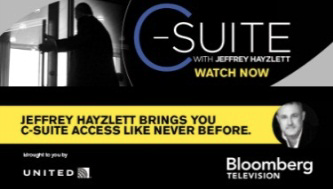 C-SUITE
WITH JEFFREY HAYZLETT
WATCH NOW
JEFFREY HAYZLETT BRINGS YOU
C-SUITE ACCESS LIKE NEVER BEFORE.
brought to you by
UNITED
Bloomberg
TELEVISION